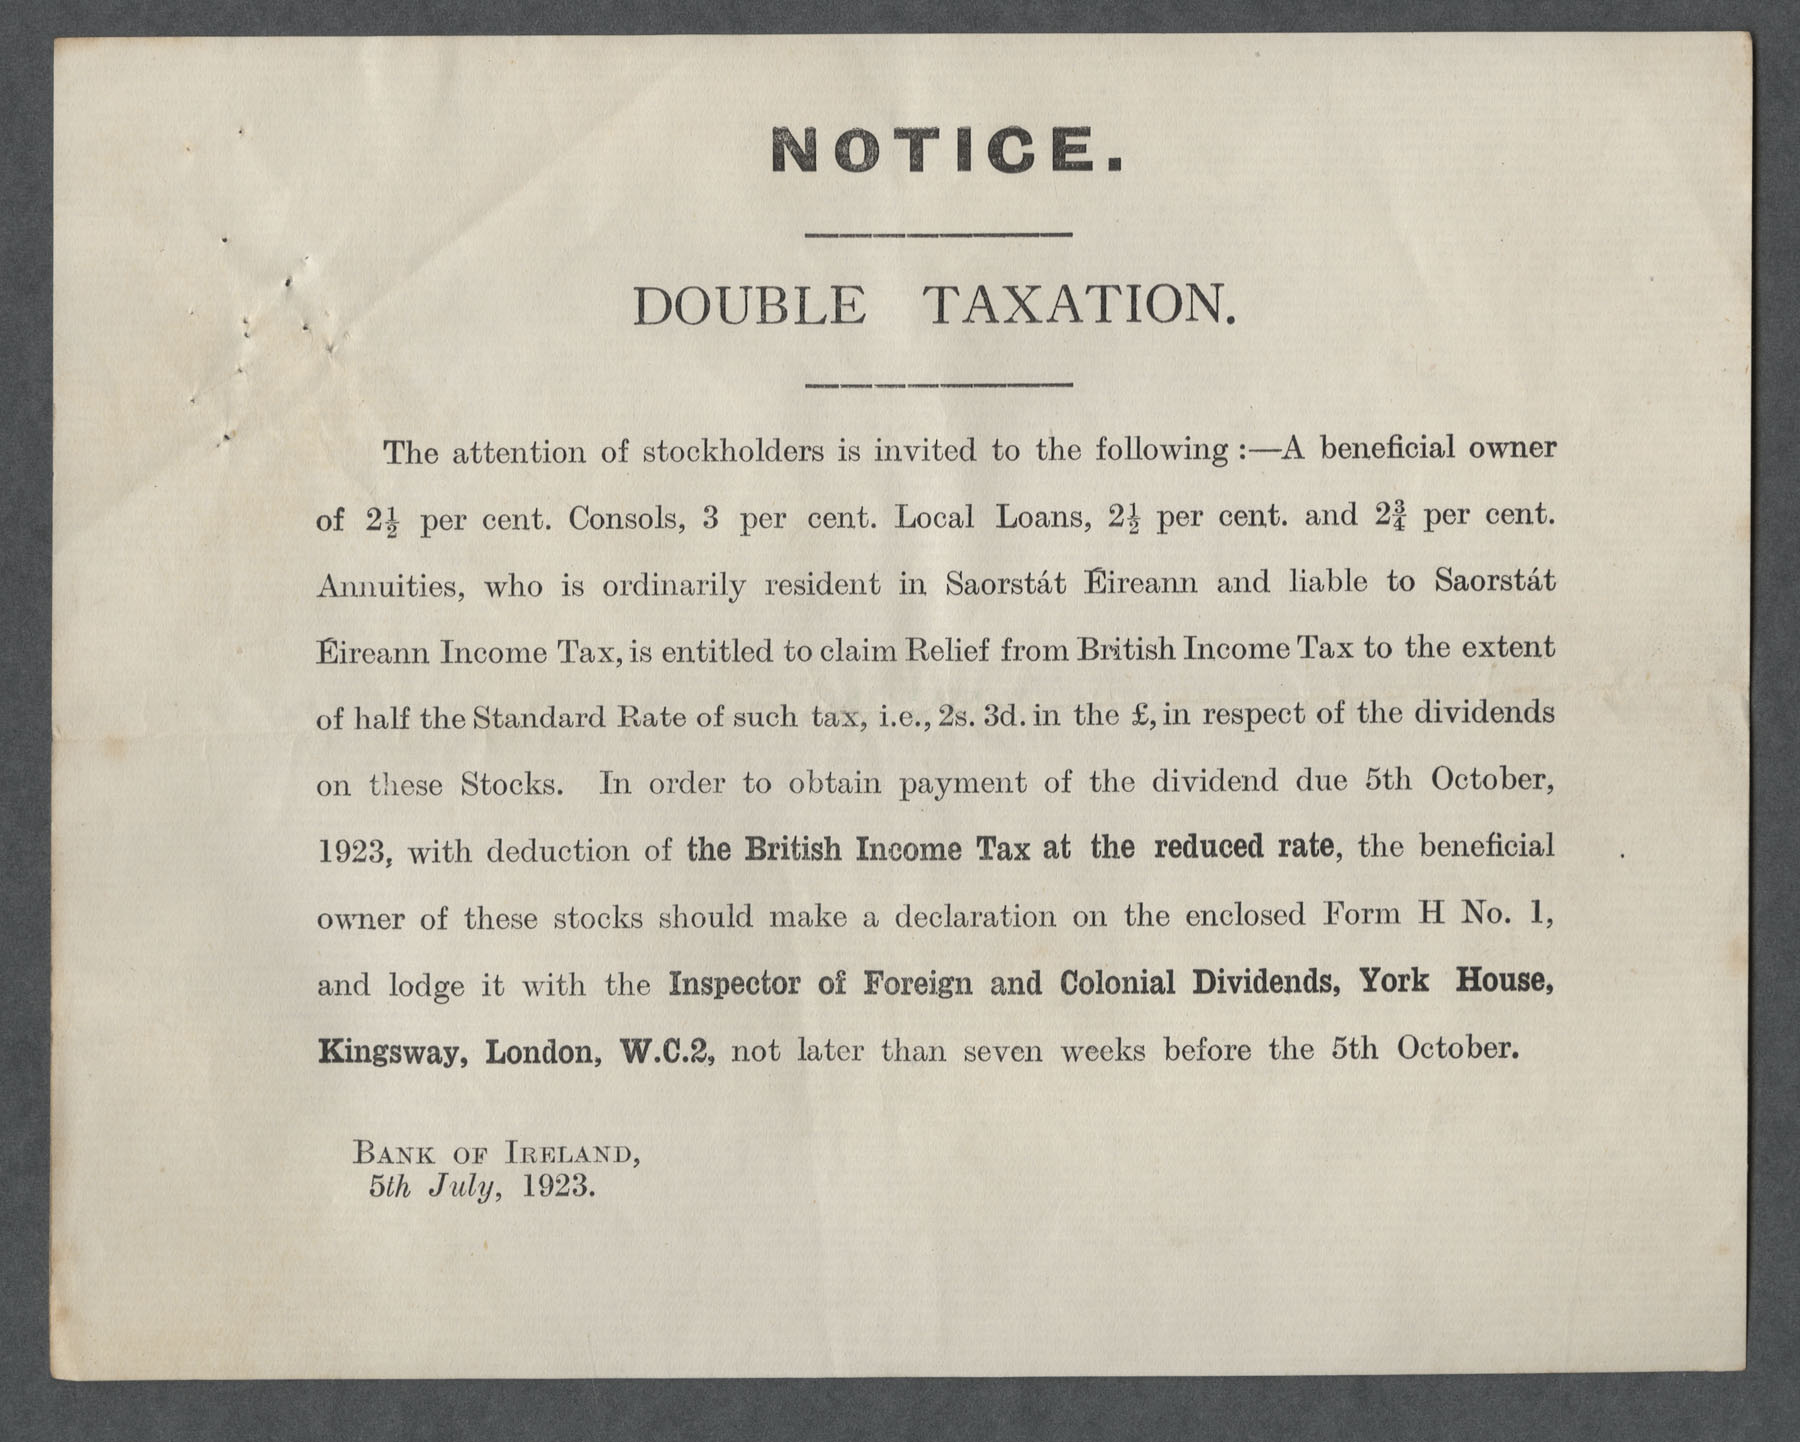 NOTICE.
DOUBLE TAXATION.
The attention of stockholders is invited to the following :—A beneficial owner
of 2½ per cent. Consols, 3 per cent. Local Loans, 2½ per cent. and 2¾ per cent.
Annuities, who is ordinarily resident in Saorstát Éireann and liable to Saorstát
Éireann Income Tax, is entitled to claim Relief from British Income Tax to the extent
of half the Standard Rate of such tax, i.e., 2s. 3d. in the £, in respect of the dividends
on these Stocks. In order to obtain payment of the dividend due 5th October,
1923, with deduction of the British Income Tax at the reduced rate, the beneficial
owner of these stocks should make a declaration on the enclosed Form H No. 1,
and lodge it with the Inspector of Foreign and Colonial Dividends, York House,
Kingsway, London, W.C.2, not later than seven weeks before the 5th October.
BANK OF IRELAND,
5th July, 1923.